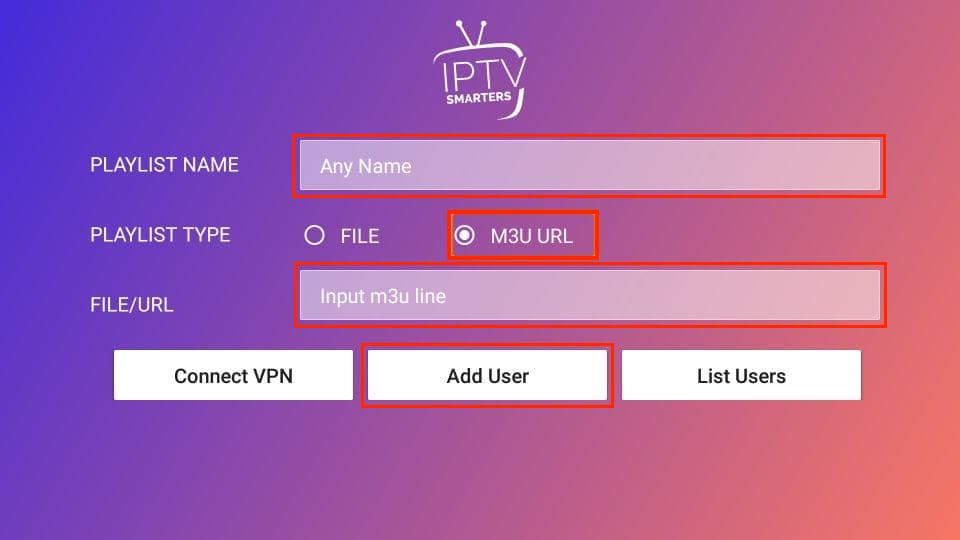 IPTV
SMARTERS
PLAYLIST NAME
Any Name
PLAYLIST TYPE
FILE
M3U URL
FILE/URL
Input m3u line
Connect VPN
Add User
List Users